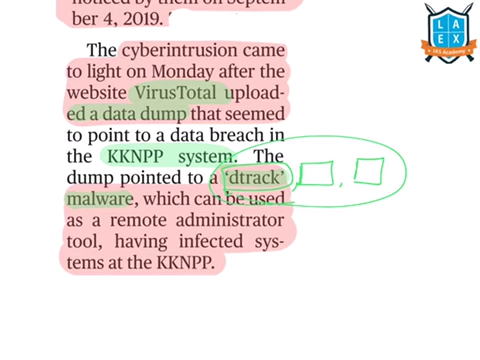 ber 4, 2019.
LA
EX
IAS Academy
The cyberintrusion came
to light on Monday after the
website VirusTotal upload-
ed a data dump that seemed
to point to a data breach in
the KKNPP system. The
dump pointed to a ‘dtrack’
malware, which can be used
as a remote administrator
tool, having infected sys-
tems at the KKNPP.